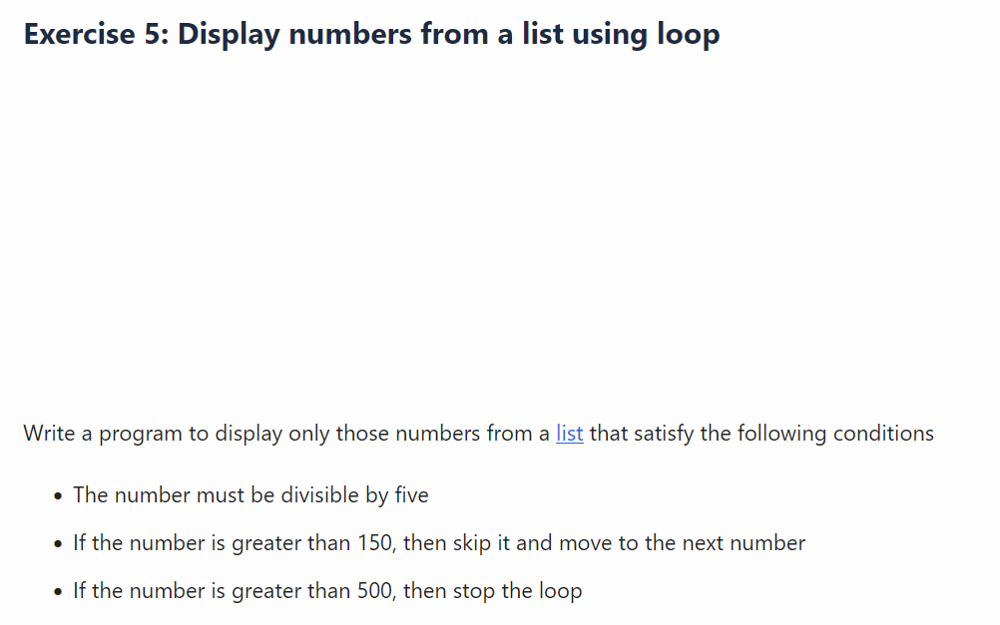 Exercise 5: Display numbers from a list using loop
Write a program to display only those numbers from a list that satisfy the following conditions
• The number must be divisible by five
• If the number is greater than 150, then skip it and move to the next number
• If the number is greater than 500, then stop the loop